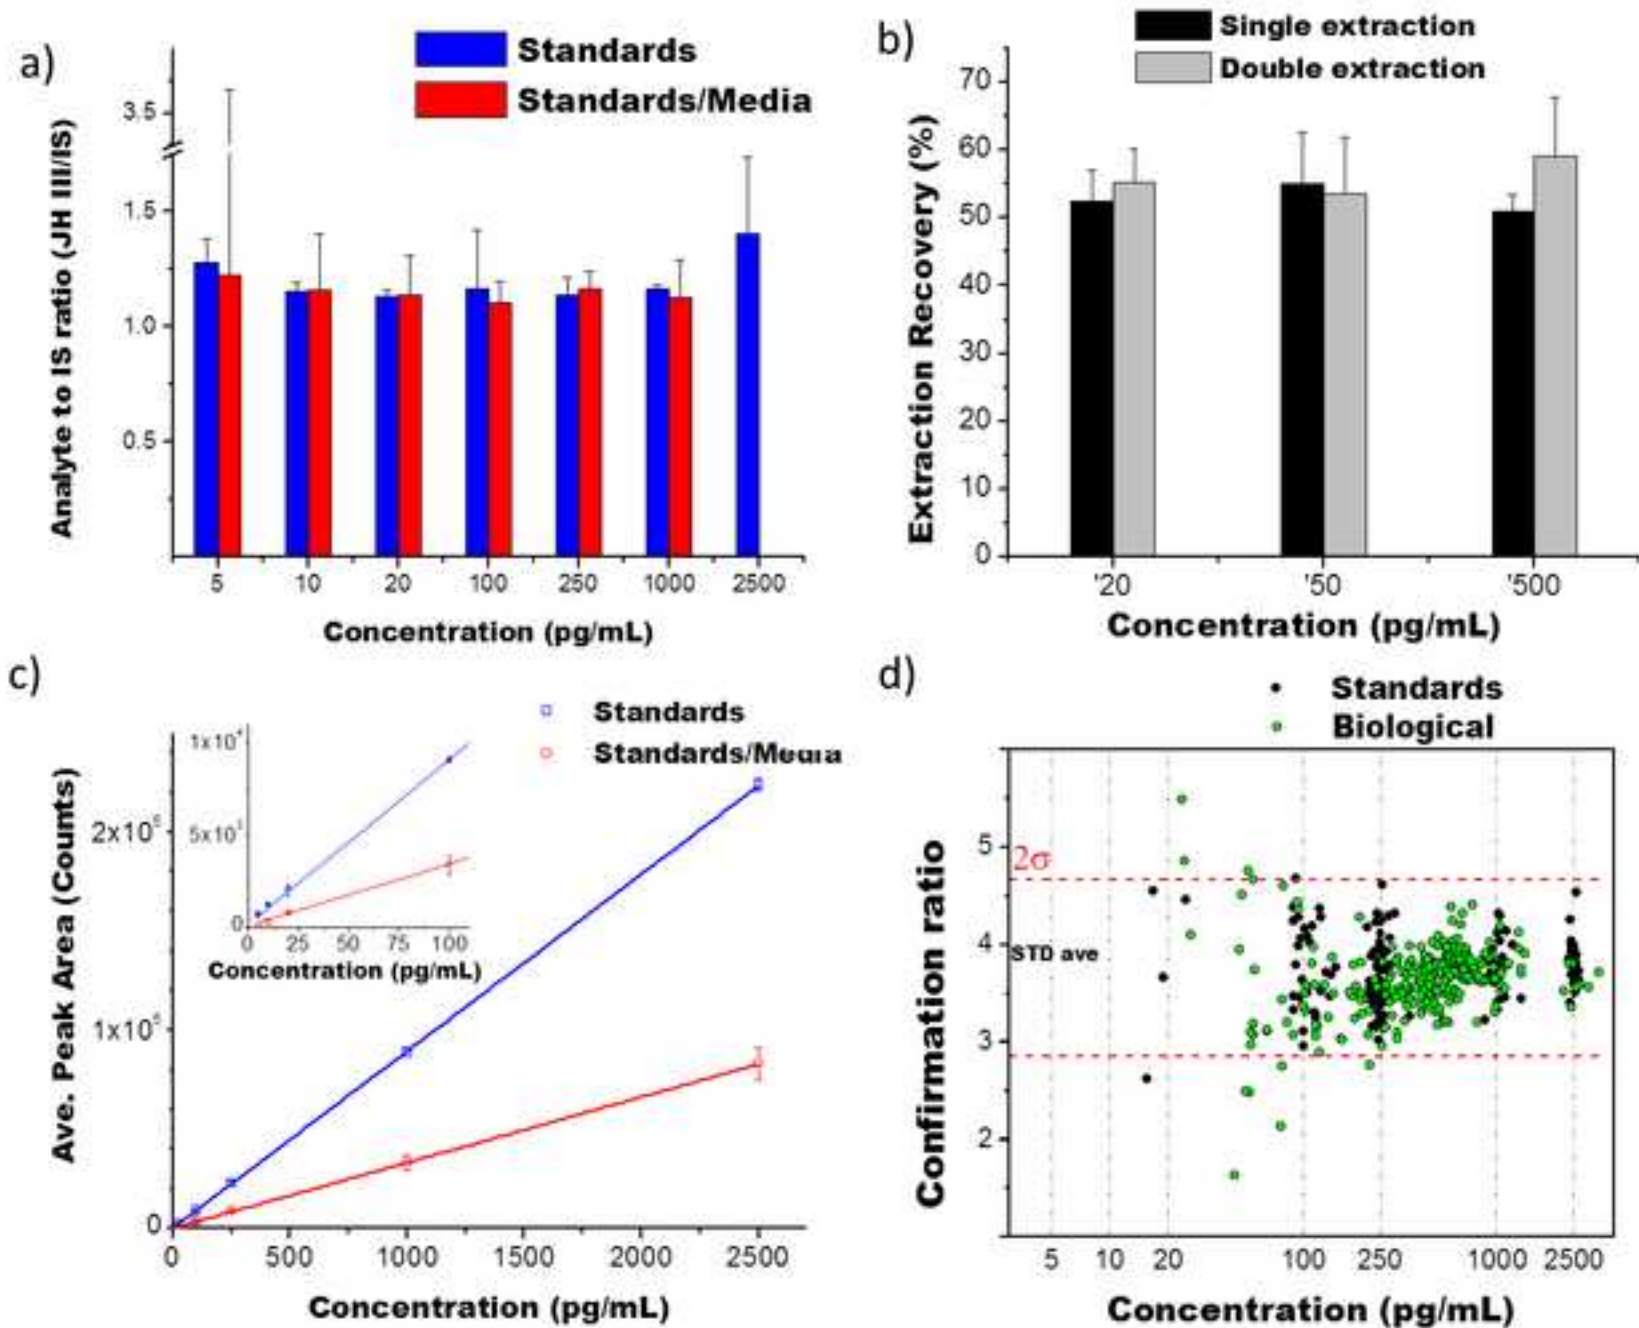 a)
Standards
Standards/Media
Analyte to IS ratio (JH III/IS)
3.5
1.5
1.0
0.5
5 10 20 100 250 1000 2500
Concentration (pg/mL)
b)
Single extraction
Double extraction
Extraction Recovery (%)
70
60
50
40
30
20
10
0
'20 '50 '500
Concentration (pg/mL)
c)
Standards
Standards/Media
Ave. Peak Area (Counts)
1x10⁴
0
0 25 50 75 100
Concentration (pg/mL)
0
0 500 1000 1500 2000 2500
Concentration (pg/mL)
d)
Standards
Biological
Confirmation ratio
2σ
STD ave
5
4
3
2
5 10 20 100 250 1000 2500
Concentration (pg/mL)